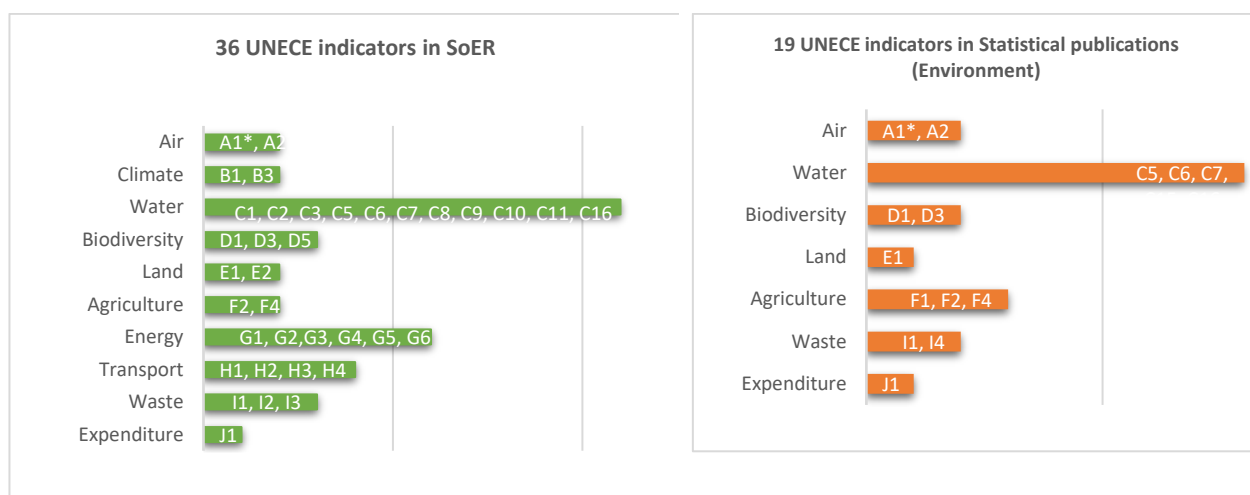 36 UNECE indicators in SoER
Air
A1*, A2
Climate
B1, B3
Water
C1, C2, C3, C5, C6, C7, C8, C9, C10, C11, C16
Biodiversity
D1, D3, D5
Land
E1, E2
Agriculture
F2, F4
Energy
G1, G2,G3, G4, G5, G6
Transport
H1, H2, H3, H4
Waste
I1, I2, I3
Expenditure
J1
19 UNECE indicators in Statistical publications
(Environment)
Air
A1*, A2
Water
C5, C6, C7,
Biodiversity
D1, D3
Land
E1
Agriculture
F1, F2, F4
Waste
I1, I4
Expenditure
J1